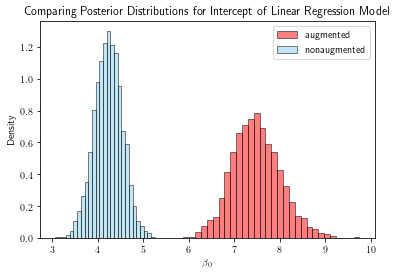 Comparing Posterior Distributions for Intercept of Linear Regression Model
augmented
nonaugmented
Density
1.2
1.0
0.8
0.6
0.4
0.2
0.0
3 4 5 6 7 8 9 10
β₀